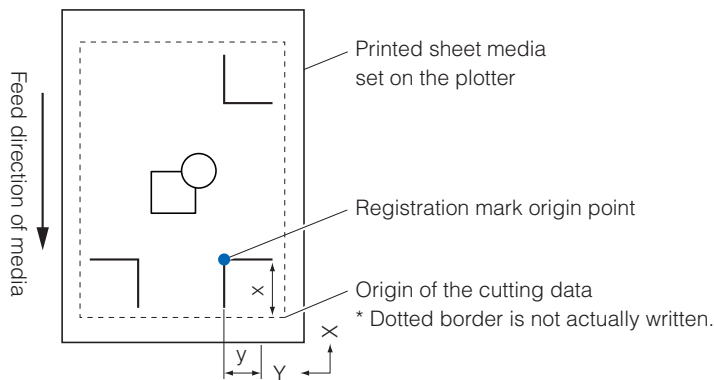 Printed sheet media
set on the plotter
Feed direction of media
Registration mark origin point
x
Origin of the cutting data
* Dotted border is not actually written.
X
y
Y